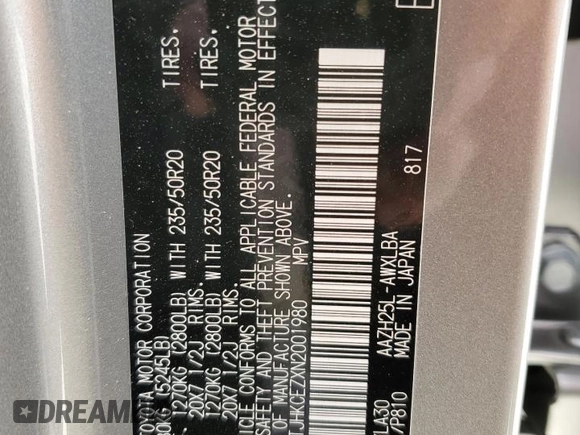 TOYOTA MOTOR CORPORATION
(5245LB)
1270KG (2800LB) WITH 235/50R20 TIRES,
20X7 1/2J RIMS,
1270KG (2800LB) WITH 235/50R20 TIRES,
20X7 1/2J RIMS,
CONFORMS TO ALL APPLICABLE FEDERAL MOTOR
SAFETY AND THEFT PREVENTION STANDARDS IN EFFECT
OF MANUFACTURE SHOWN ABOVE.
JHKCEZXN2001980 MPV
817
LA30 AAZH25L-AWXLBA
P810 MADE IN JAPAN
DREAM